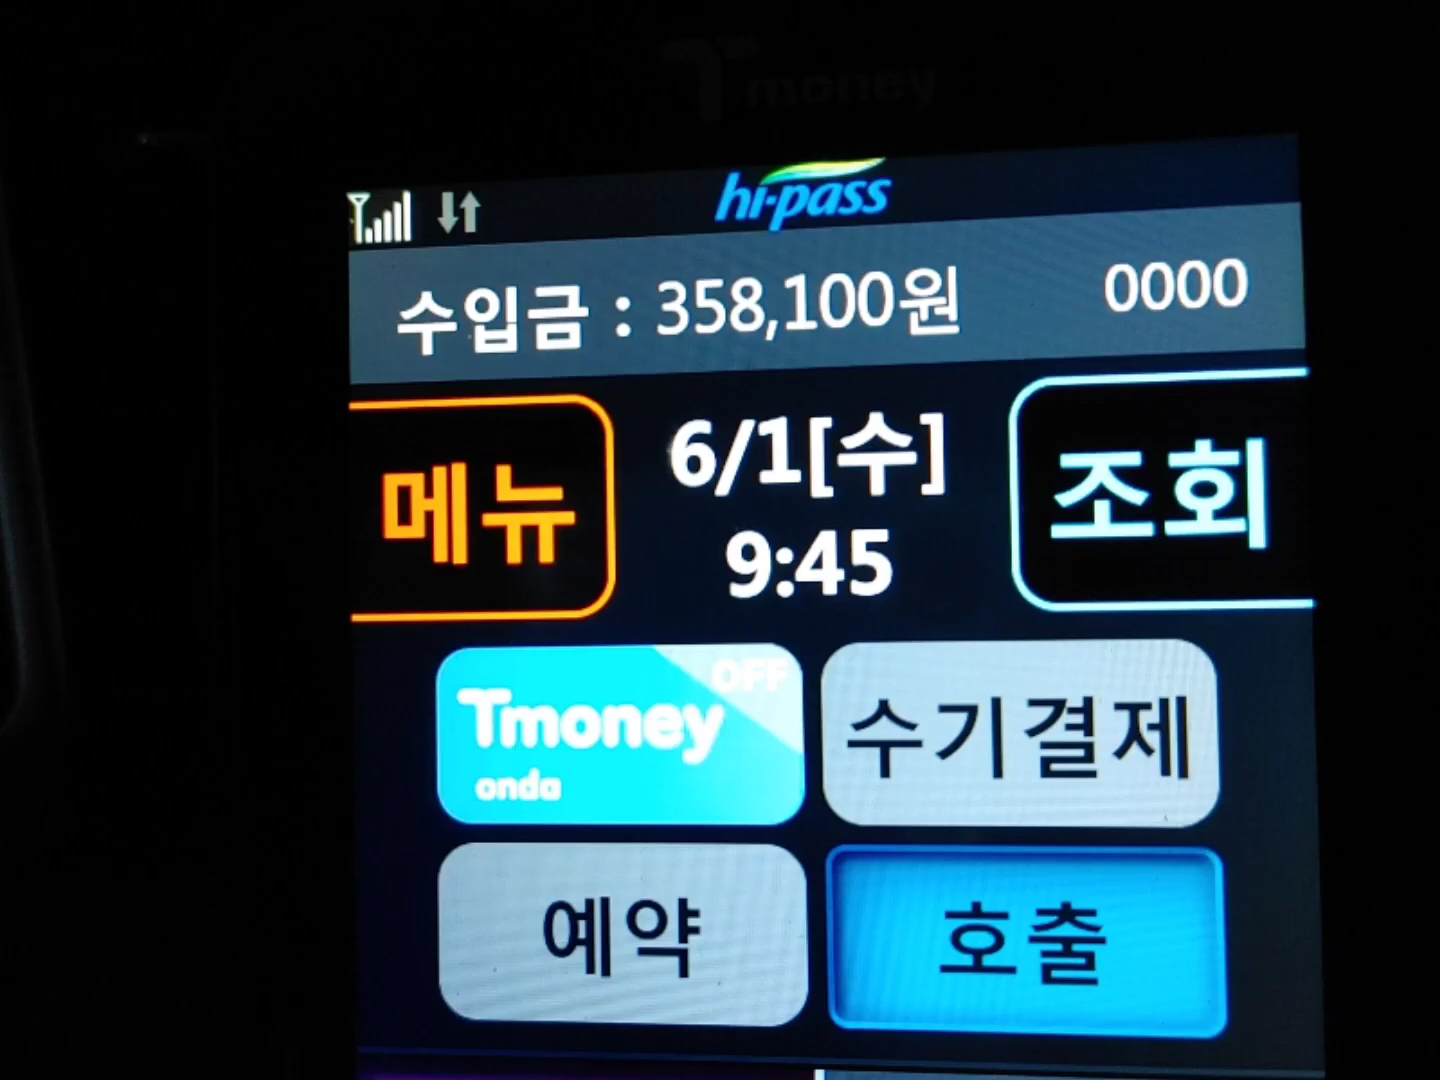 Tmoney
hi-pass
수입금 : 358,100원 0000
메뉴
6/1[수]
9:45
조회
Tmoney
onda
OFF
수기결제
예약
호출